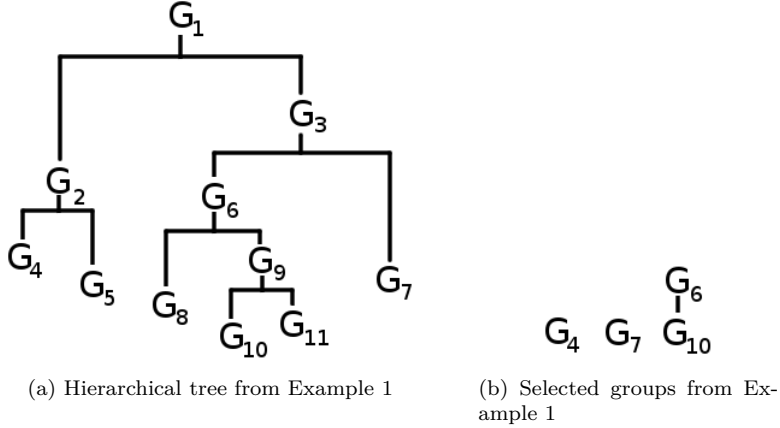 G1
G3
G2
G6
G4
G5
G9
G7
G8
G10
G11
G6
G4 G7 G10
(a) Hierarchical tree from Example 1
(b) Selected groups from Ex-
ample 1